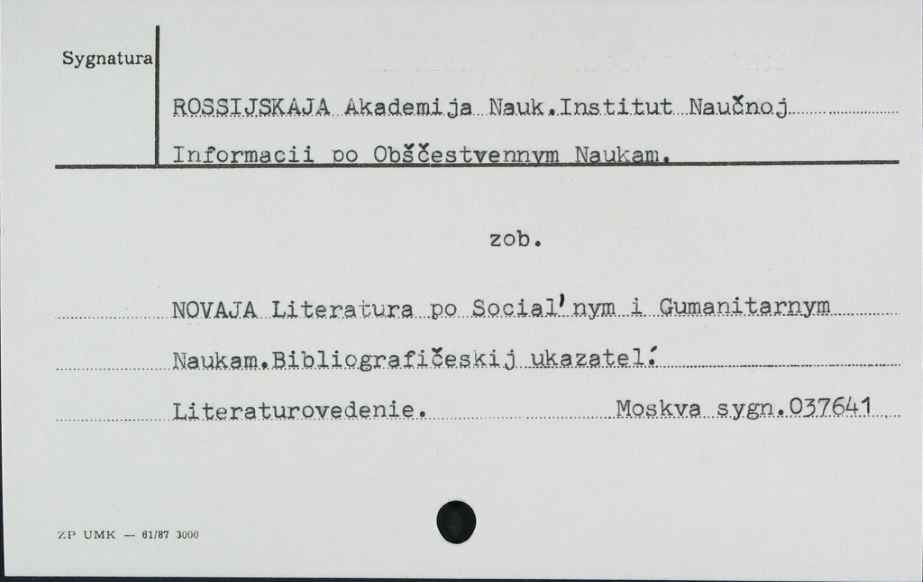 Sygnatura
ROSSIJSKAJA Akademija Nauk.Institut Naučnoj
Informacii po Obščestvennym Naukam.
zob.
NOVAJA Literatura po Social'nym i Gumanitarnym
Naukam.Bibliografičeskij ukazatel'.
Literaturovedenie. Moskva sygn.037641
ZP UMK — 61/87 3000